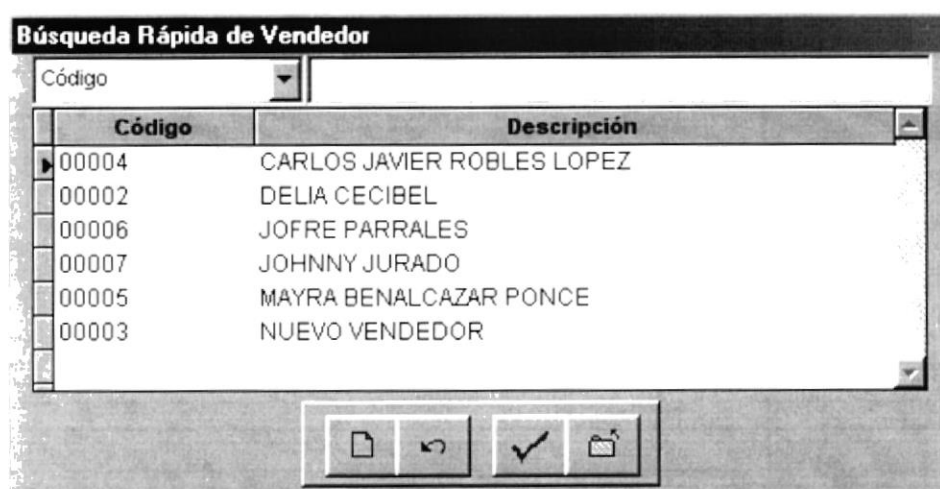 Búsqueda Rápida de Vendedor
Código
Código Descripción
00004 CARLOS JAVIER ROBLES LOPEZ
00002 DELIA CECIBEL
00006 JOFRE PARRALES
00007 JOHNNY JURADO
00005 MAYRA BENALCAZAR PONCE
00003 NUEVO VENDEDOR